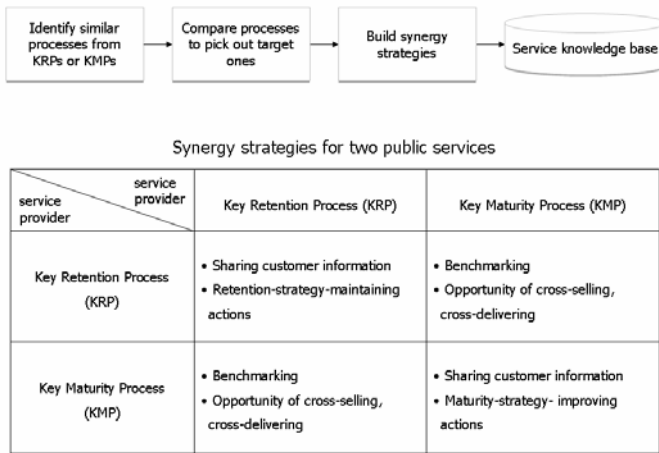 Identify similar
processes from
KRPs or KMPs
Compare processes
to pick out target
ones
Build synergy
strategies
Service knowledge base
Synergy strategies for two public services
service
provider
service
provider
Key Retention Process (KRP)
Key Maturity Process (KMP)
Key Retention Process
(KRP)
• Sharing customer information
• Retention-strategy-maintaining
actions
• Benchmarking
• Opportunity of cross-selling,
cross-delivering
Key Maturity Process
(KMP)
• Benchmarking
• Opportunity of cross-selling,
cross-delivering
• Sharing customer information
• Maturity-strategy- improving
actions